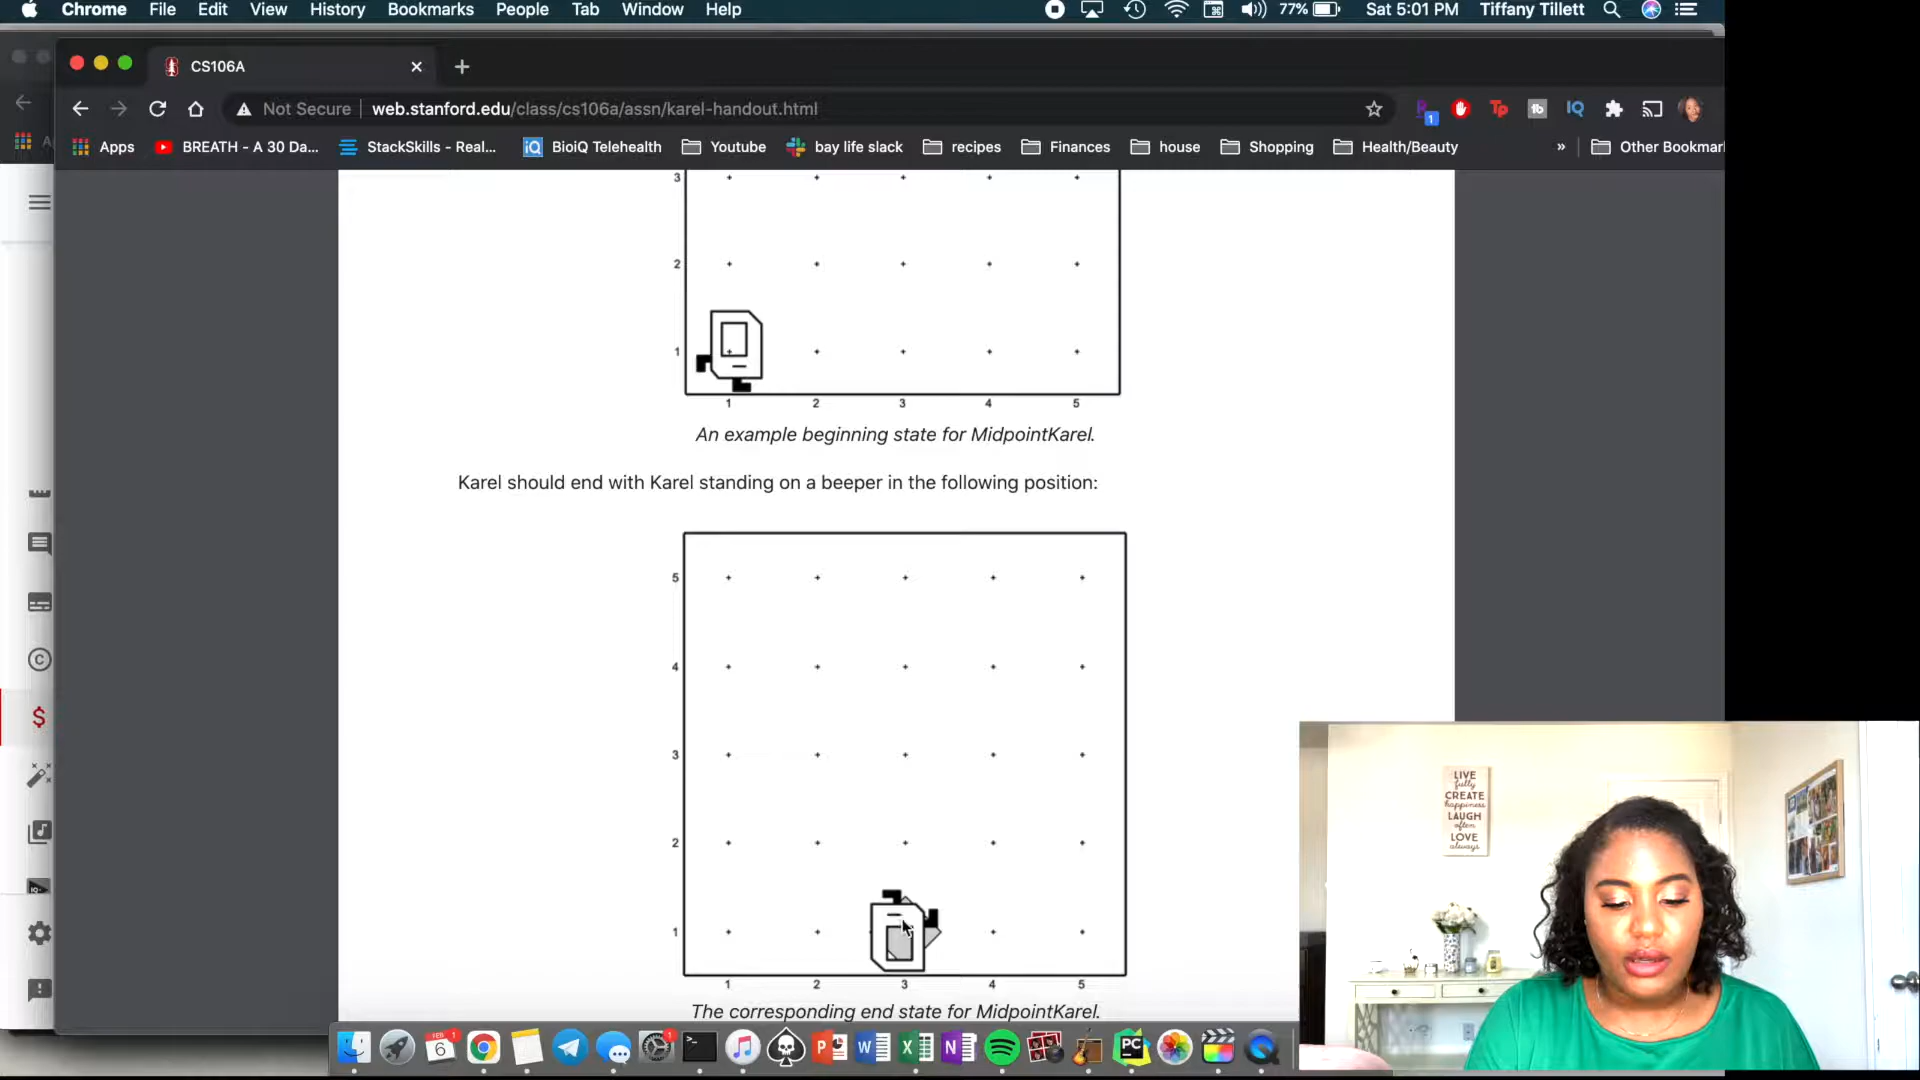 Chrome File Edit View History Bookmarks People Tab Window Help 77% Sat 5:01 PM Tiffany Tillett
CS106A
Not Secure | web.stanford.edu/class/cs106a/assn/karel-handout.html
Apps BREATH - A 30 Da... StackSkills - Real... BioiQ Telehealth Youtube bay life slack recipes Finances house Shopping Health/Beauty » Other Bookmar
3
2
1
1 2 3 4 5
An example beginning state for MidpointKarel.
Karel should end with Karel standing on a beeper in the following position:
5
4
3
2
1
1 2 3 4 5
The corresponding end state for MidpointKarel.
LIVE
fully
CREATE
happiness
LAUGH
often
LOVE
always